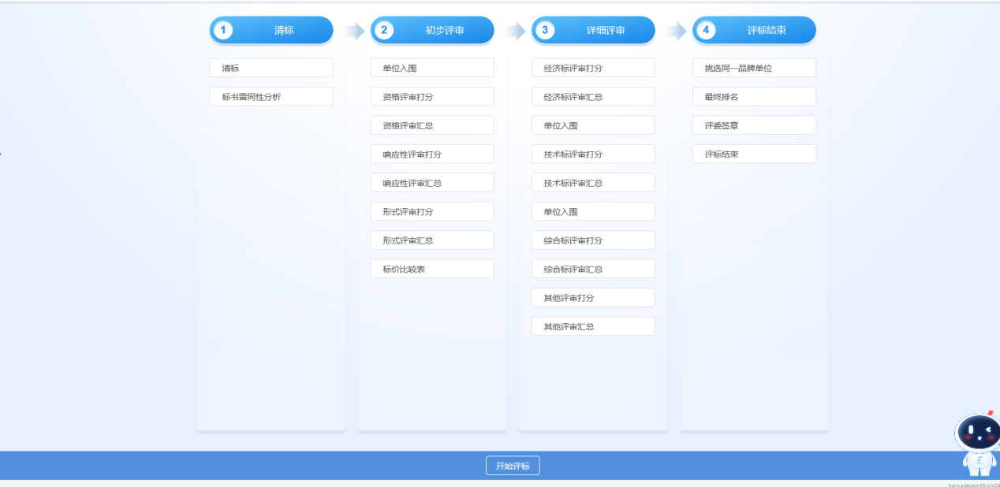 1 清标
2 初步评审
3 详细评审
4 评标结束
清标
标书雷同性分析
单位入围
资格评审打分
资格评审汇总
响应性评审打分
响应性评审汇总
形式评审打分
形式评审汇总
标价比较表
经济标评审打分
经济标评审汇总
单位入围
技术标评审打分
技术标评审汇总
单位入围
综合标评审打分
综合标评审汇总
其他评审打分
其他评审汇总
挑选同一品牌单位
最终排名
评委签章
评标结束
E
开始评标